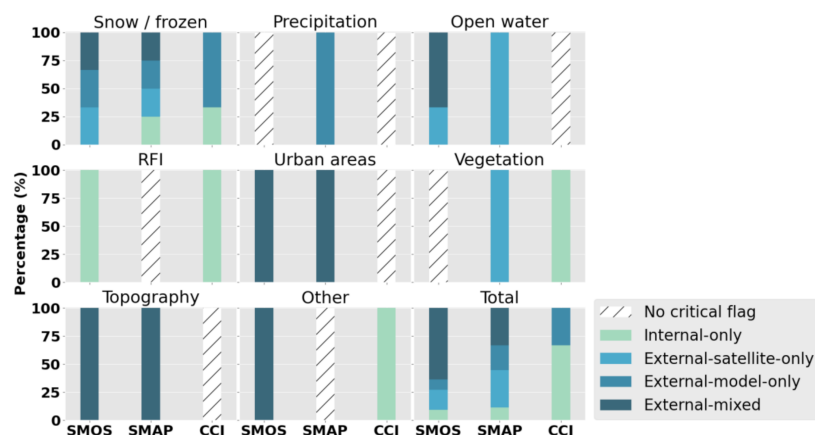 Snow / frozen Precipitation Open water
100
75
50
25
0
RFI Urban areas Vegetation
100
75
50
25
0
Percentage (%)
Topography Other Total
100
75
50
25
0
SMOS SMAP CCI SMOS SMAP CCI SMOS SMAP CCI
No critical flag
Internal-only
External-satellite-only
External-model-only
External-mixed